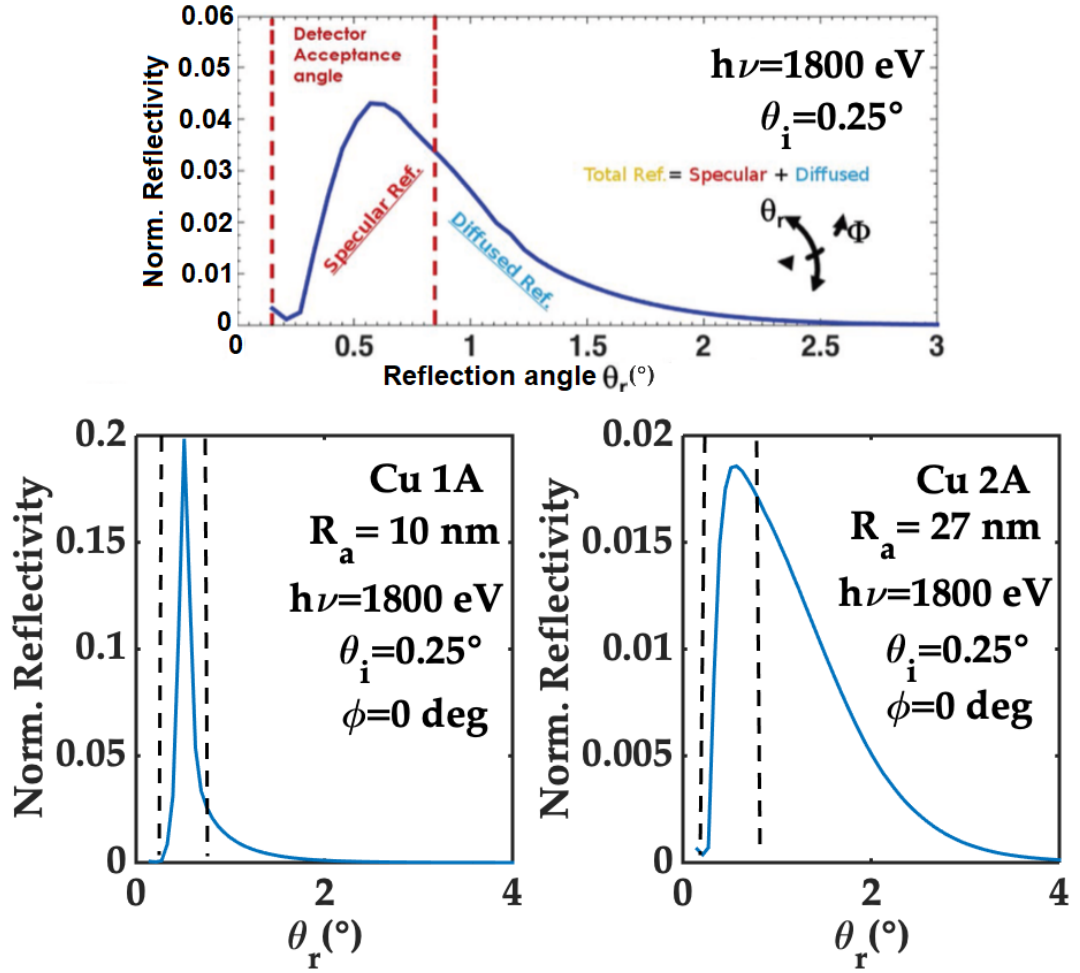 0.06
0.05
0.04
0.03
0.02
0.01
0
Norm. Reflectivity
Detector
Acceptance
angle
hν=1800 eV
θi=0.25°
Total Ref.= Specular + Diffused
θr
Φ
Specular Ref.
Diffused Ref.
0 0.5 1 1.5 2 2.5 3
Reflection angle θr(°)
0.2
0.15
0.1
0.05
0
Norm. Reflectivity
Cu 1A
Ra= 10 nm
hν=1800 eV
θi=0.25°
ϕ=0 deg
0 2 4
θr(°)
0.02
0.015
0.01
0.005
0
Norm. Reflectivity
Cu 2A
Ra= 27 nm
hν=1800 eV
θi=0.25°
ϕ=0 deg
0 2 4
θr(°)